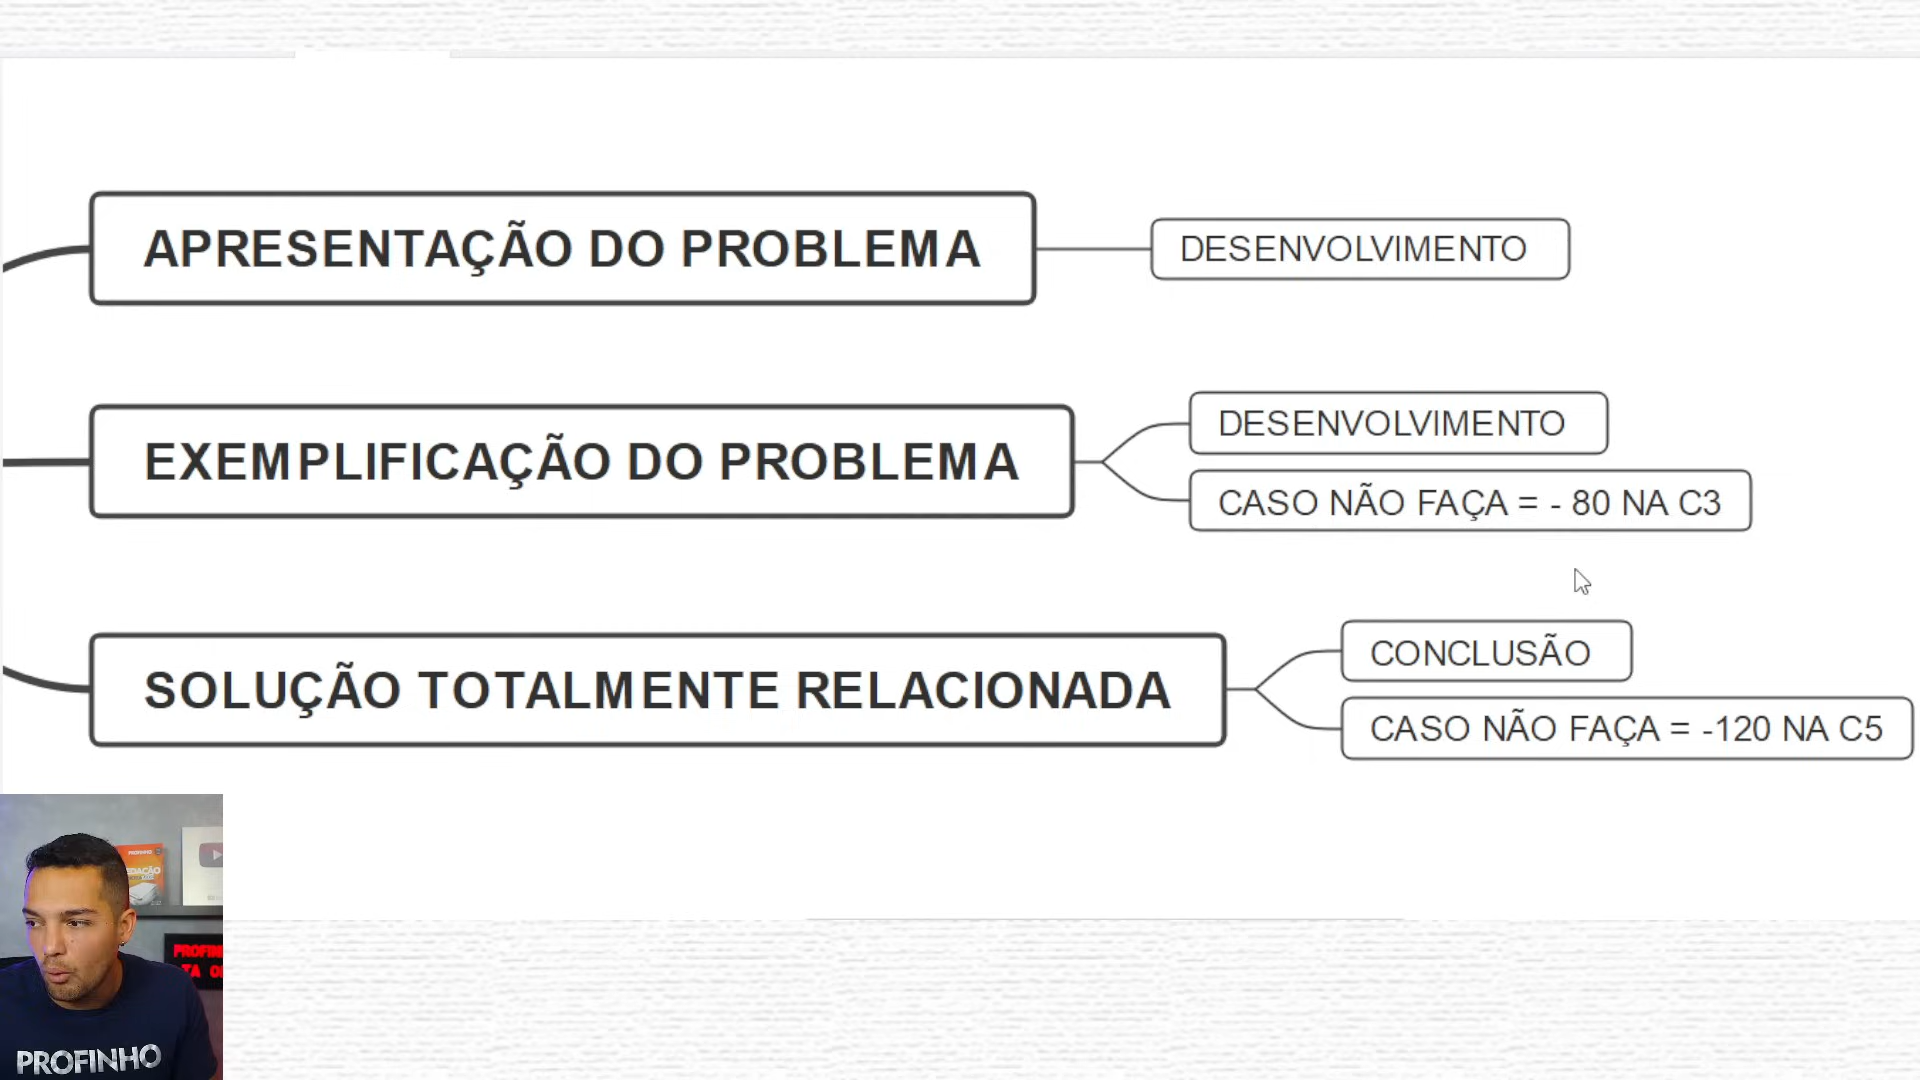 APRESENTAÇÃO DO PROBLEMA
DESENVOLVIMENTO
EXEMPLIFICAÇÃO DO PROBLEMA
DESENVOLVIMENTO
CASO NÃO FAÇA = - 80 NA C3
SOLUÇÃO TOTALMENTE RELACIONADA
CONCLUSÃO
CASO NÃO FAÇA = -120 NA C5
PROFINHO